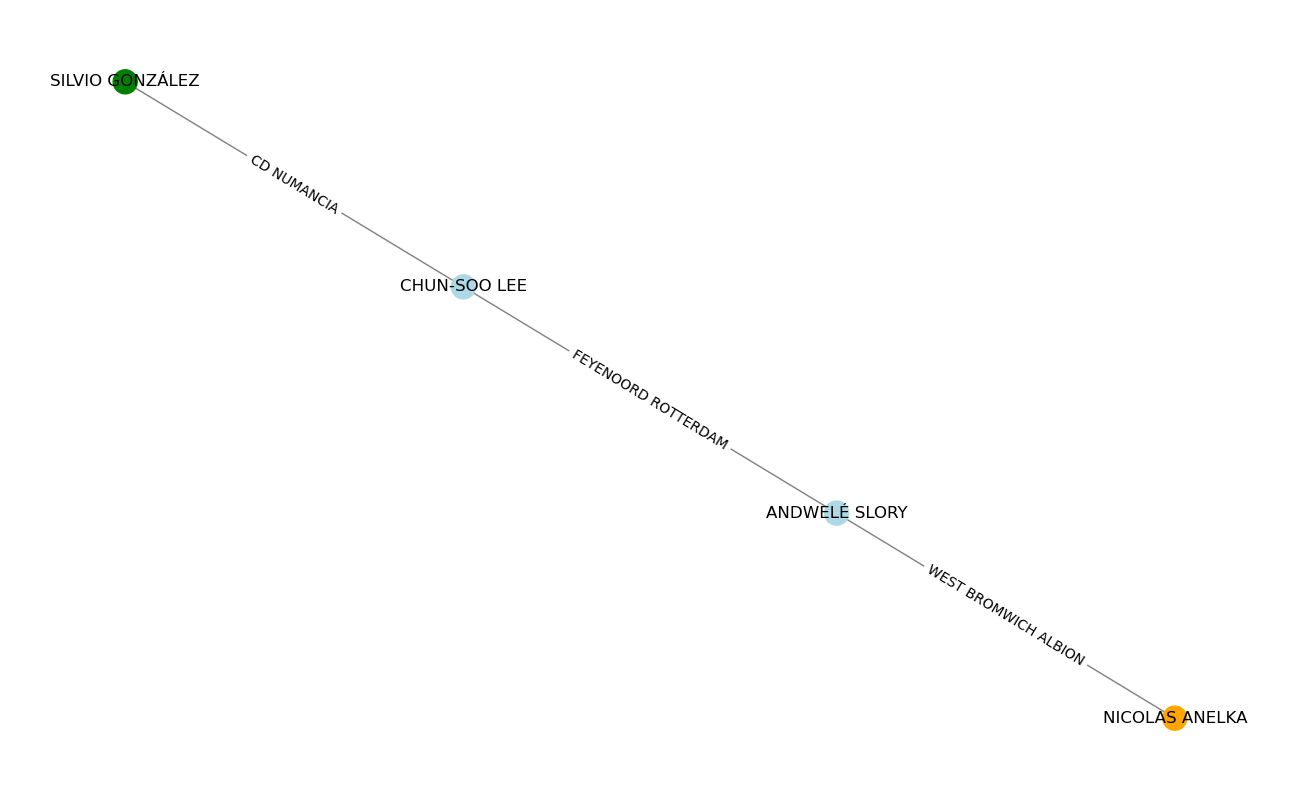 SILVIO GONZÁLEZ
CD NUMANCIA
CHUN-SOO LEE
FEYENOORD ROTTERDAM
ANDWELÉ SLORY
WEST BROMWICH ALBION
NICOLAS ANELKA